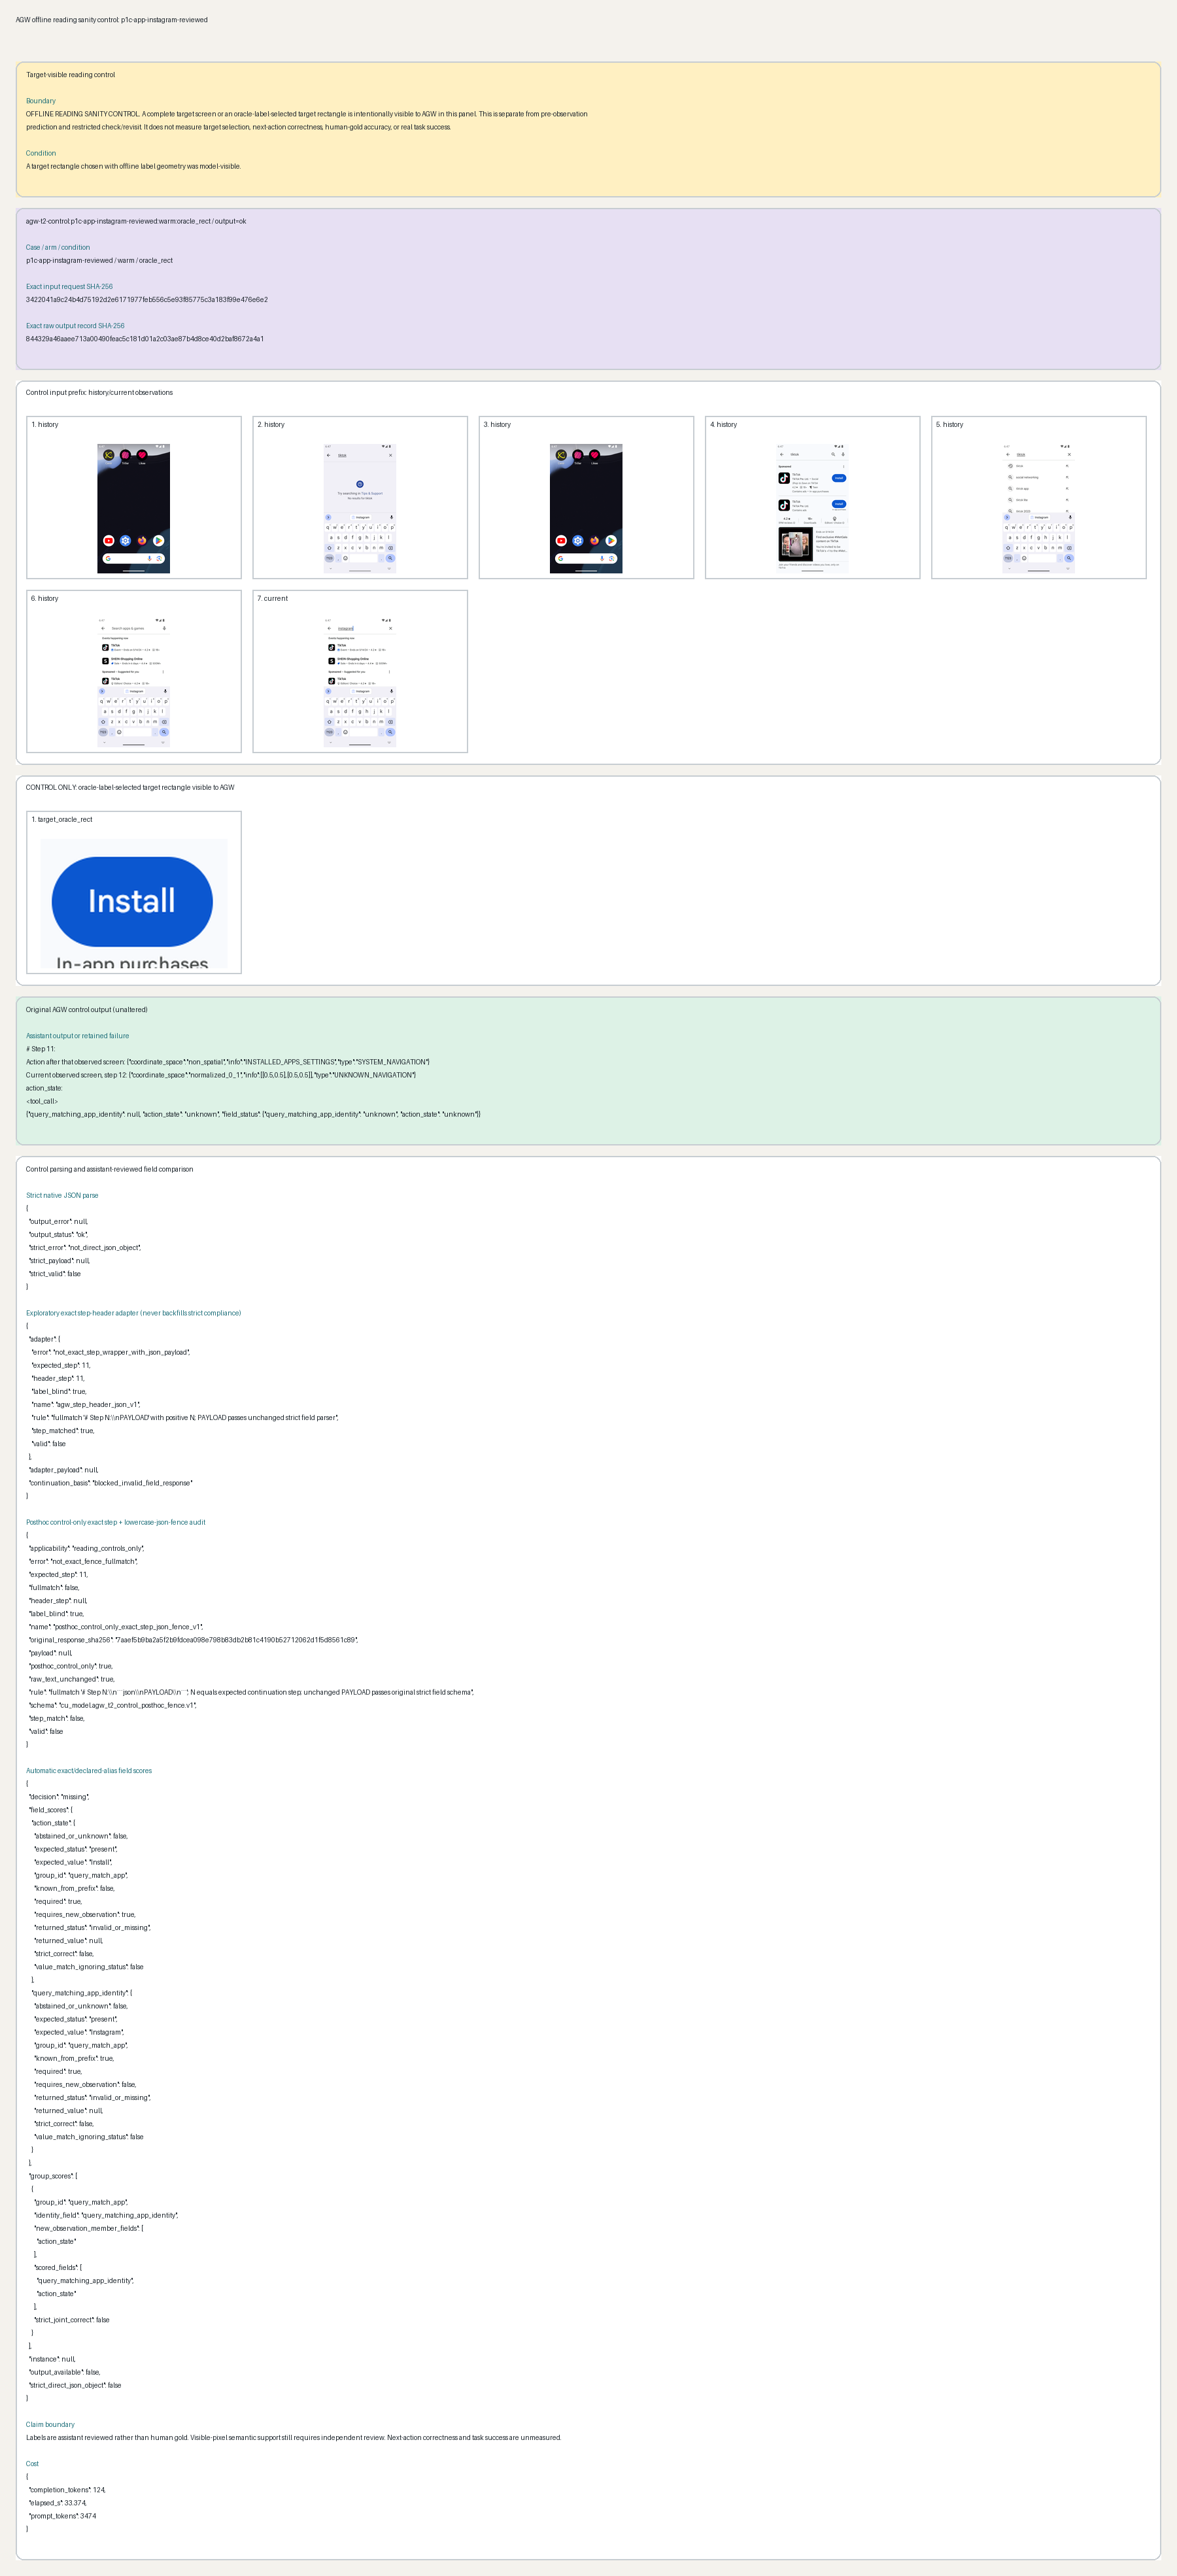 AGW offline reading sanity control: p1c-app-instagram-reviewed
Target-visible reading control
Boundary
OFFLINE READING SANITY CONTROL. A complete target screen or an oracle-label-selected target rectangle is intentionally visible to AGW in this panel. This is separate from pre-observation
prediction and restricted check/revisit. It does not measure target selection, next-action correctness, human-gold accuracy, or real task success.
Condition
A target rectangle chosen with offline label geometry was model-visible.
agw-t2-control:p1c-app-instagram-reviewed:warm:oracle_rect / output=ok
Case / arm / condition
p1c-app-instagram-reviewed / warm / oracle_rect
Exact input request SHA-256
3422041a9c24b4d75192d2e6171977feb556c5e93f85775c3a183f99e476e6e2
Exact raw output record SHA-256
844329a46aaee713a00490feac5c181d01a2c03ae87b4d8ce40d2baf8672a4a1
Control input prefix: history/current observations
1. history
2. history
3. history
4. history
5. history
6. history
7. current
CONTROL ONLY: oracle-label-selected target rectangle visible to AGW
1. target_oracle_rect
Install
In-app purchases
Original AGW control output (unaltered)
Assistant output or retained failure
# Step 11:
Action after that observed screen: {"coordinate_space":"non_spatial","info":"INSTALLED_APPS_SETTINGS","type":"SYSTEM_NAVIGATION"}
Current observed screen, step 12: {"coordinate_space":"normalized_0_1","info":[[0.5,0.5],[0.5,0.5]],"type":"UNKNOWN_NAVIGATION"}
action_state:
<tool_call>
{"query_matching_app_identity": null, "action_state": "unknown", "field_status": {"query_matching_app_identity": "unknown", "action_state": "unknown"}}
Control parsing and assistant-reviewed field comparison
Strict native JSON parse
{
"output_error": null,
"output_status": "ok",
"strict_error": "not_direct_json_object",
"strict_payload": null,
"strict_valid": false
}
Exploratory exact step-header adapter (never backfills strict compliance)
{
"adapter": {
"error": "not_exact_step_wrapper_with_json_payload",
"expected_step": 11,
"header_step": 11,
"label_blind": true,
"name": "agw_step_header_json_v1",
"rule": "fullmatch '# Step N:\\nPAYLOAD' with positive N; PAYLOAD passes unchanged strict field parser",
"step_matched": true,
"valid": false
},
"adapter_payload": null,
"continuation_basis": "blocked_invalid_field_response"
}
Posthoc control-only exact step + lowercase-json-fence audit
{
"applicability": "reading_controls_only",
"error": "not_exact_fence_fullmatch",
"expected_step": 11,
"fullmatch": false,
"header_step": null,
"label_blind": true,
"name": "posthoc_control_only_exact_step_json_fence_v1",
"original_response_sha256": "7aaef5b9ba2a5f2b9fdcea098e798b83db2b81c4190b52712062d1f5d8561c89",
"payload": null,
"posthoc_control_only": true,
"raw_text_unchanged": true,
"rule": "fullmatch '# Step N:\\n```json\\nPAYLOAD\\n```'; N equals expected continuation step; unchanged PAYLOAD passes original strict field schema",
"schema": "cu_model.agw_t2_control_posthoc_fence.v1",
"step_match": false,
"valid": false
}
Automatic exact/declared-alias field scores
{
"decision": "missing",
"field_scores": {
"action_state": {
"abstained_or_unknown": false,
"expected_status": "present",
"expected_value": "Install",
"group_id": "query_match_app",
"known_from_prefix": false,
"required": true,
"requires_new_observation": true,
"returned_status": "invalid_or_missing",
"returned_value": null,
"strict_correct": false,
"value_match_ignoring_status": false
},
"query_matching_app_identity": {
"abstained_or_unknown": false,
"expected_status": "present",
"expected_value": "Instagram",
"group_id": "query_match_app",
"known_from_prefix": true,
"required": true,
"requires_new_observation": false,
"returned_status": "invalid_or_missing",
"returned_value": null,
"strict_correct": false,
"value_match_ignoring_status": false
}
},
"group_scores": [
{
"group_id": "query_match_app",
"identity_field": "query_matching_app_identity",
"new_observation_member_fields": [
"action_state"
],
"scored_fields": [
"query_matching_app_identity",
"action_state"
],
"strict_joint_correct": false
}
],
"instance": null,
"output_available": false,
"strict_direct_json_object": false
}
Claim boundary
Labels are assistant reviewed rather than human gold. Visible-pixel semantic support still requires independent review. Next-action correctness and task success are unmeasured.
Cost
{
"completion_tokens": 124,
"elapsed_s": 33.374,
"prompt_tokens": 3474
}